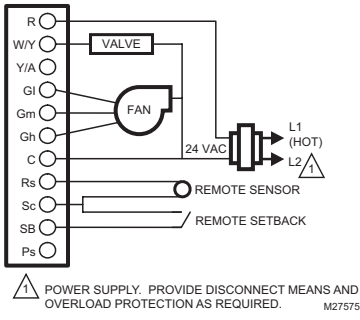 R
W/Y
VALVE
Y/A
Gl
Gm
FAN
Gh
C
24 VAC
L1
(HOT)
L2
1
Rs
REMOTE SENSOR
Sc
SB
REMOTE SETBACK
Ps
1 POWER SUPPLY. PROVIDE DISCONNECT MEANS AND
OVERLOAD PROTECTION AS REQUIRED.
M27575